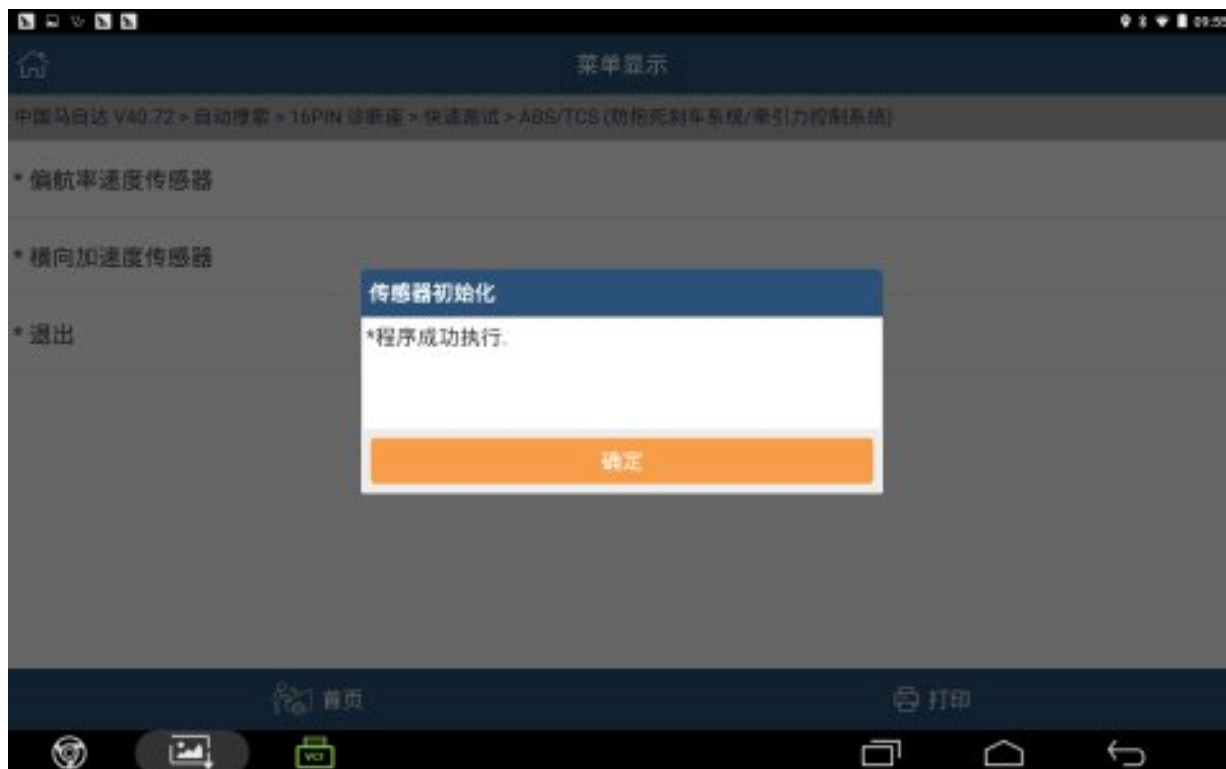 09:55
菜单显示
中国马自达 V40.72 > 自动搜索 > 16PIN 诊断座 > 快速测试 > ABS/TCS (防抱死刹车系统/牵引力控制系统)
* 偏航率速度传感器
* 横向加速度传感器
* 退出
传感器初始化
*程序成功执行.
确定
首页
打印
VCI